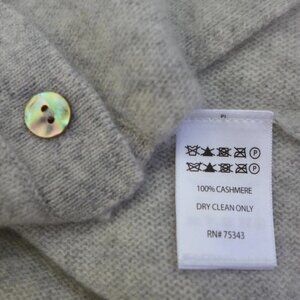 100% CASHMERE
DRY CLEAN ONLY
RN# 75343